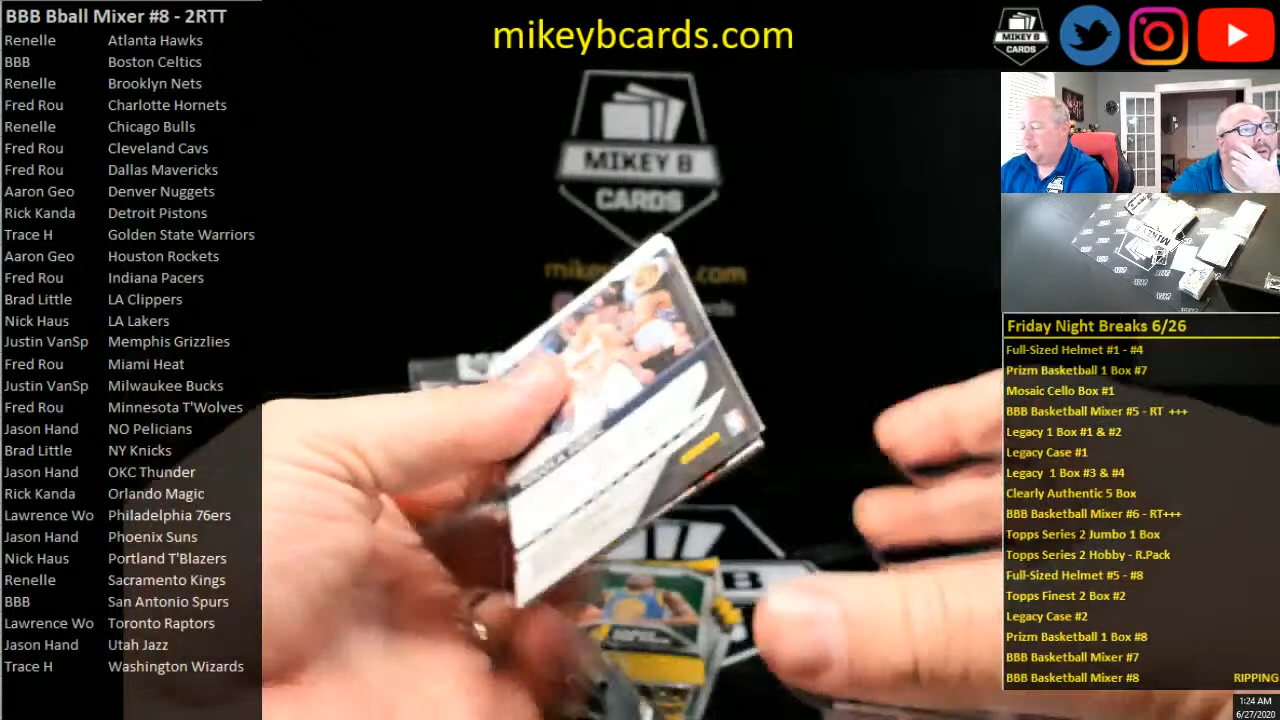 BBB Bball Mixer #8 - 2RTT
Renelle Atlanta Hawks
BBB Boston Celtics
Renelle Brooklyn Nets
Fred Rou Charlotte Hornets
Renelle Chicago Bulls
Fred Rou Cleveland Cavs
Fred Rou Dallas Mavericks
Aaron Geo Denver Nuggets
Rick Kanda Detroit Pistons
Trace H Golden State Warriors
Aaron Geo Houston Rockets
Fred Rou Indiana Pacers
Brad Little LA Clippers
Nick Haus LA Lakers
Justin VanSp Memphis Grizzlies
Fred Rou Miami Heat
Justin VanSp Milwaukee Bucks
Fred Rou Minnesota T'Wolves
Jason Hand NO Pelicans
Brad Little NY Knicks
Jason Hand OKC Thunder
Rick Kanda Orlando Magic
Lawrence Wo Philadelphia 76ers
Jason Hand Phoenix Suns
Nick Haus Portland T'Blazers
Renelle Sacramento Kings
BBB San Antonio Spurs
Lawrence Wo Toronto Raptors
Jason Hand Utah Jazz
Trace H Washington Wizards
mikeybcards.com
MIKEY B
CARDS
MIKEY B
CARDS
Friday Night Breaks 6/26
Full-Sized Helmet #1 - #4
Prizm Basketball 1 Box #7
Mosaic Cello Box #1
BBB Basketball Mixer #5 - RT +++
Legacy 1 Box #1 & #2
Legacy Case #1
Legacy 1 Box #3 & #4
Clearly Authentic 5 Box
BBB Basketball Mixer #6 - RT+++
Topps Series 2 Jumbo 1 Box
Topps Series 2 Hobby - R.Pack
Full-Sized Helmet #5 - #8
Topps Finest 2 Box #2
Legacy Case #2
Prizm Basketball 1 Box #8
BBB Basketball Mixer #7
BBB Basketball Mixer #8 RIPPING
1:24 AM
6/27/2020